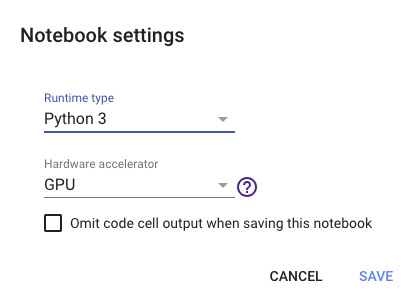 Notebook settings
Runtime type
Python 3
Hardware accelerator
GPU
?
Omit code cell output when saving this notebook
CANCEL SAVE